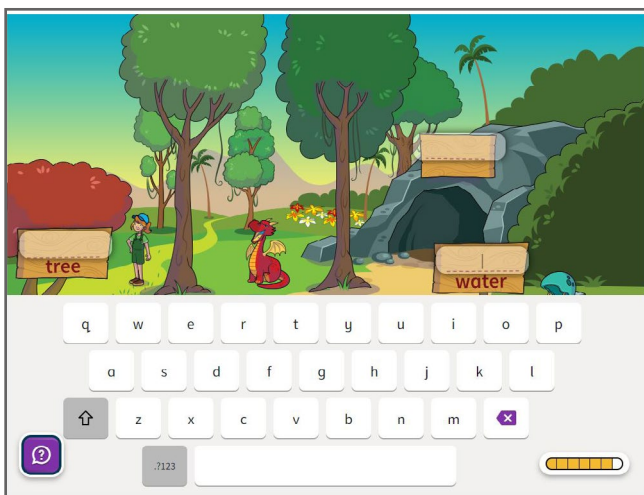 tree
water
q w e r t y u i o p
a s d f g h j k l
z x c v b n m
.?123
?